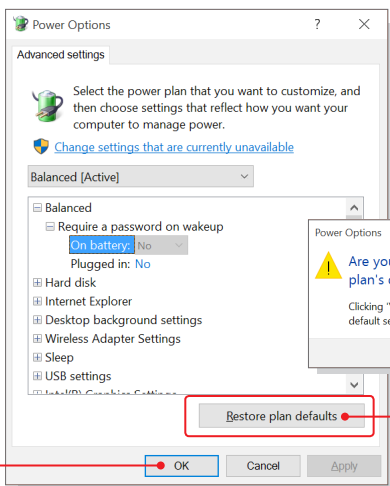 Power Options
Advanced settings
Select the power plan that you want to customize, and
then choose settings that reflect how you want your
computer to manage power.
Change settings that are currently unavailable
Balanced [Active]
Balanced
Require a password on wakeup
On battery: No
Plugged in: No
Hard disk
Internet Explorer
Desktop background settings
Wireless Adapter Settings
Sleep
USB settings
Intel(R) Graphics Settings
Power Options
Are you
plan's
Clicking "
default se
Restore plan defaults
OK
Cancel
Apply